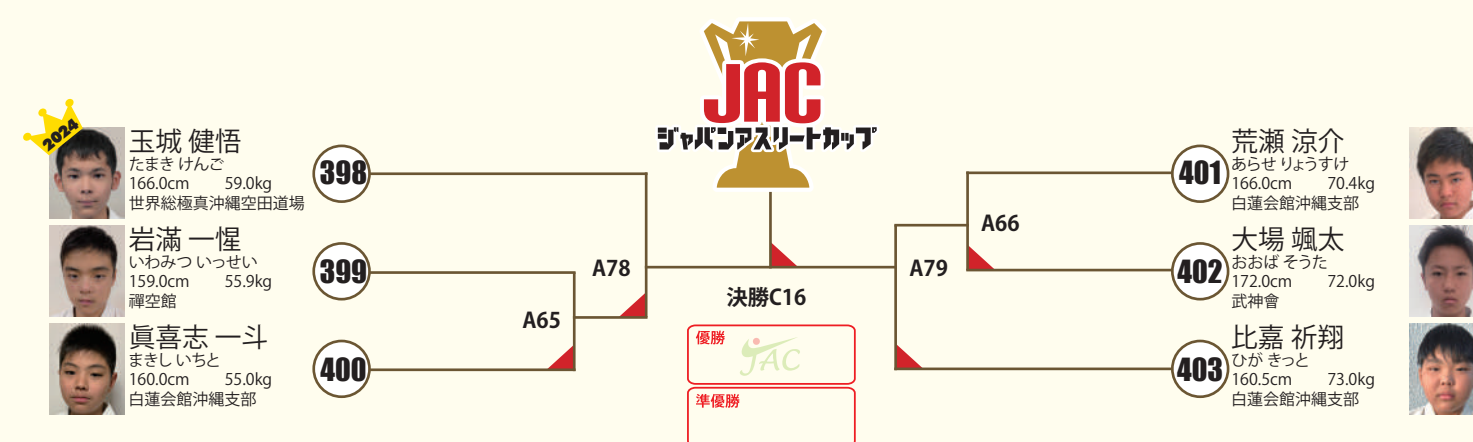 JAC
ジャパンアスリートカップ
2024
玉城 健悟
たまき けんご
166.0cm 59.0kg
世界総極真沖縄空田道場
398
岩滿 一惺
いわみつ いっせい
159.0cm 55.9kg
禪空館
399
眞喜志 一斗
まきし いちと
160.0cm 55.0kg
白蓮会館沖縄支部
400
A65
A78
決勝C16
優勝
JAC
準優勝
A79
A66
401
荒瀬 涼介
あらせ りょうすけ
166.0cm 70.4kg
白蓮会館沖縄支部
402
大場 颯太
おおば そうた
172.0cm 72.0kg
武神會
403
比嘉 祈翔
ひが きっと
160.5cm 73.0kg
白蓮会館沖縄支部